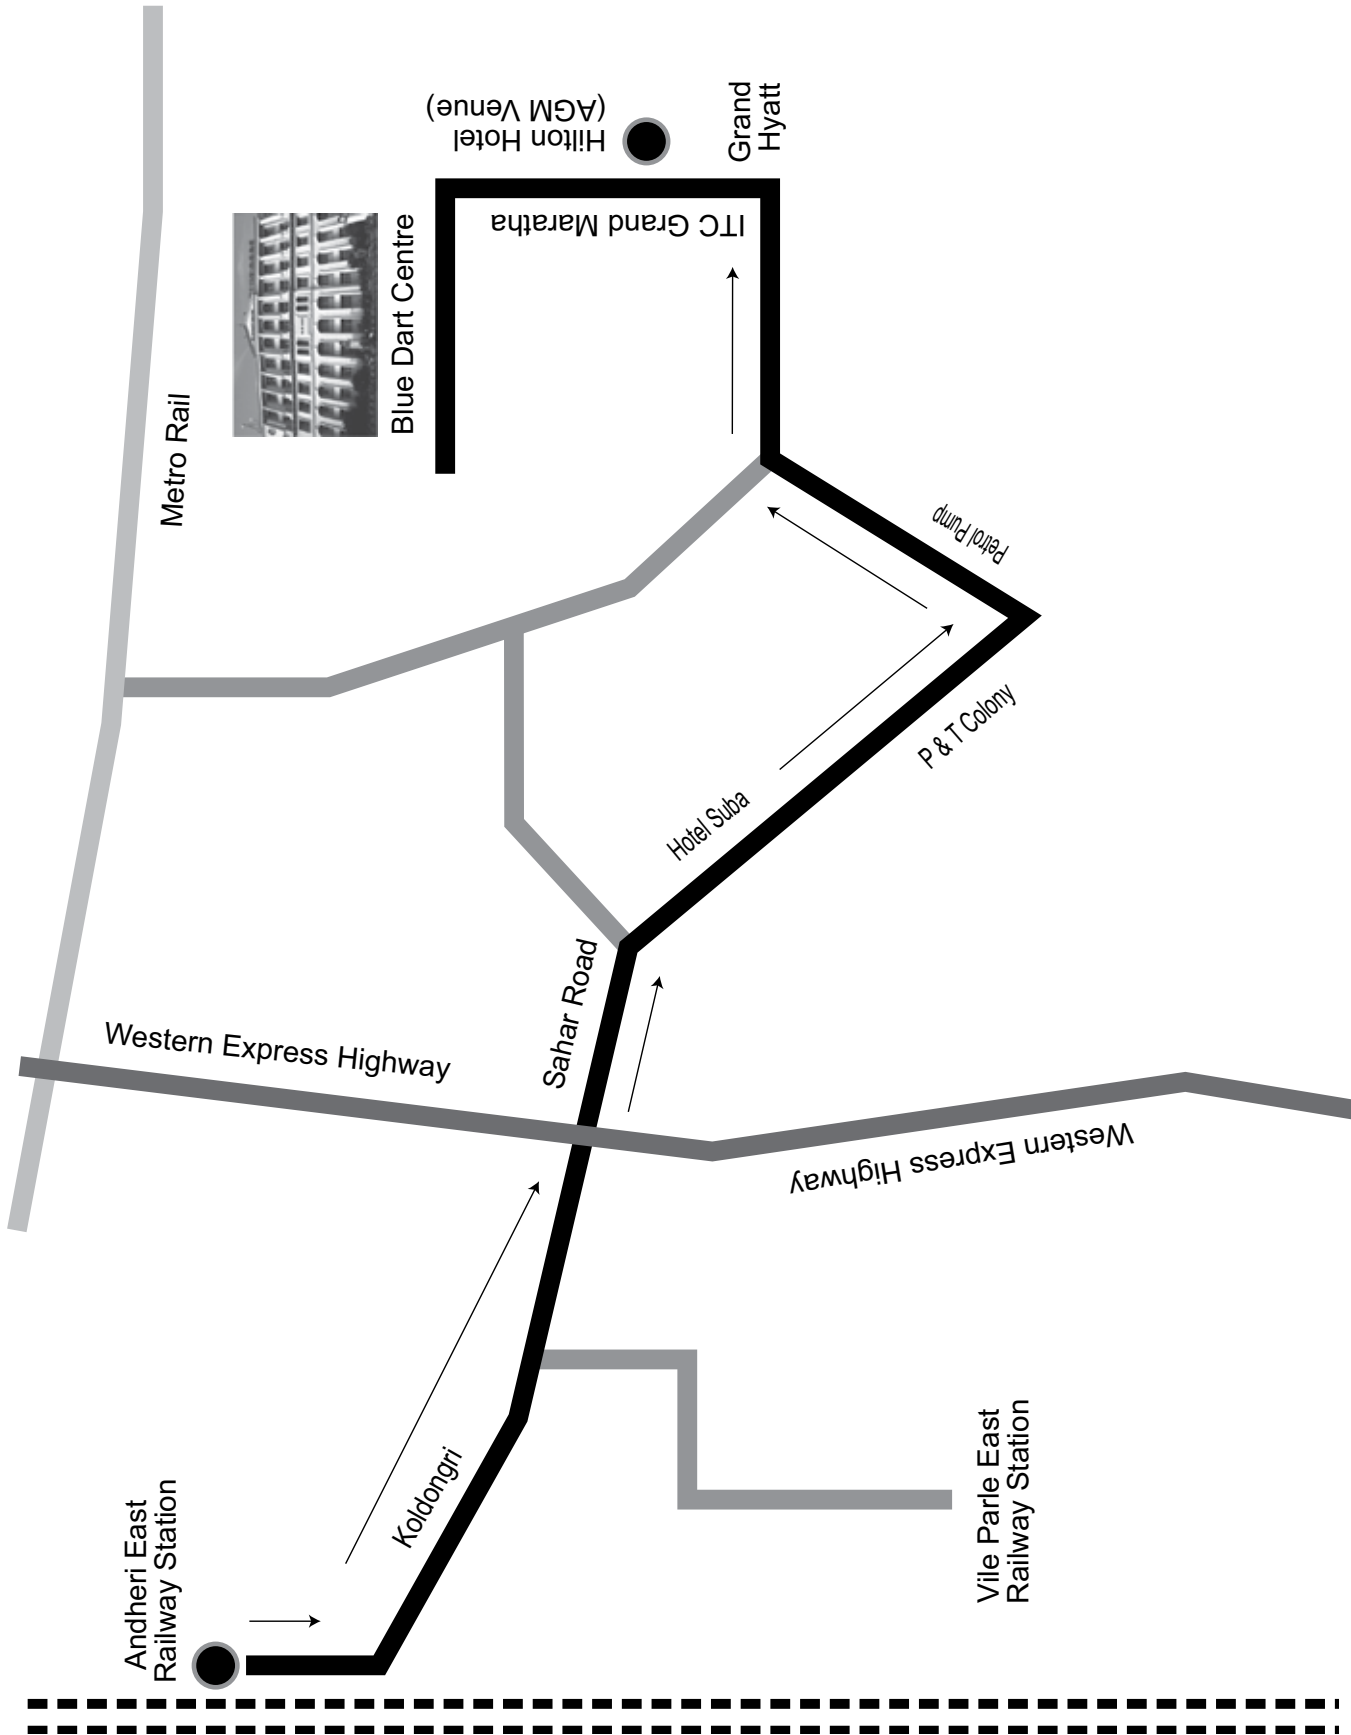 Andheri East
Railway Station
Koldongri
Vile Parle East
Railway Station
Western Express Highway
Western Express Highway
Sahar Road
Hotel Suba
P & T Colony
Petrol Pump
Metro Rail
Blue Dart Centre
ITC Grand Maratha
Hilton Hotel
(AGM Venue)
Grand
Hyatt